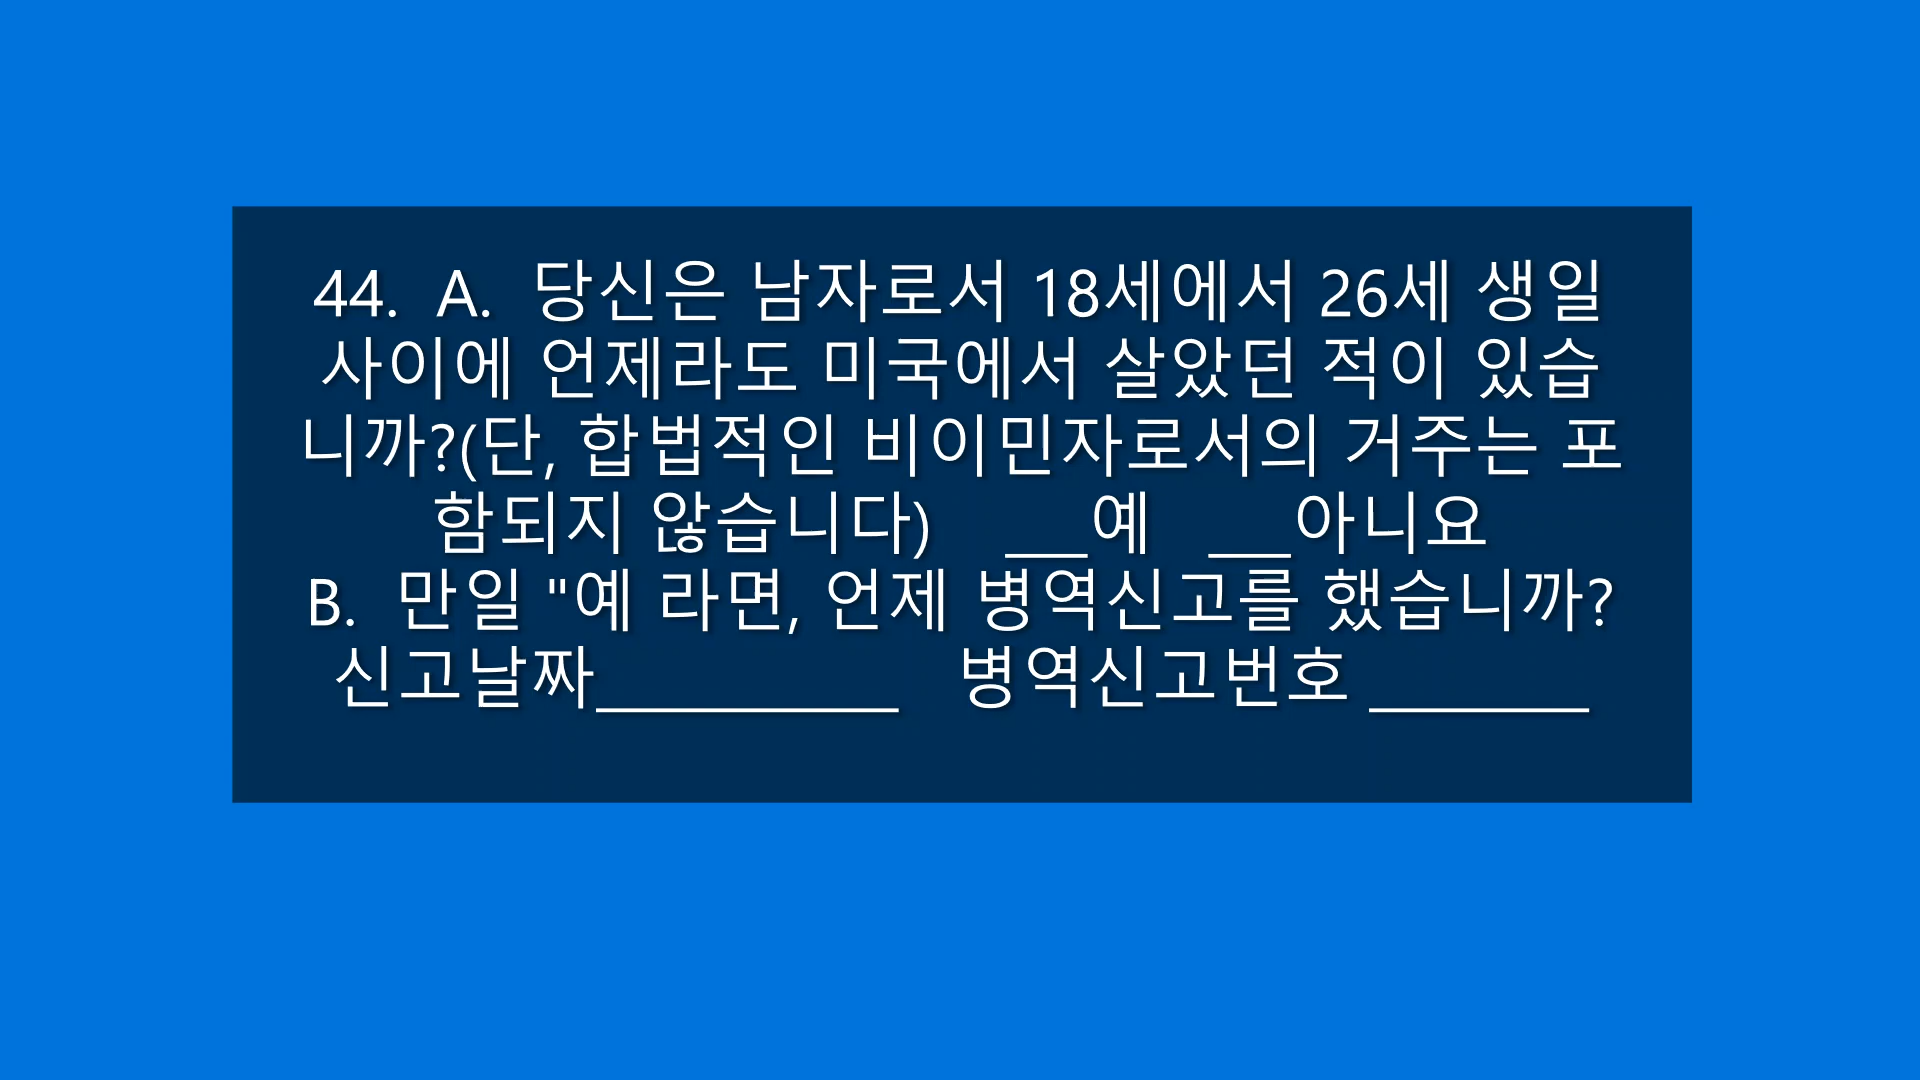 44.  A.  당신은 남자로서 18세에서 26세 생일
사이에 언제라도 미국에서 살았던 적이 있습
니까?(단, 합법적인 비이민자로서의 거주는 포
함되지 않습니다)    ___예   ___아니요
B.  만일 "예 라면, 언제  병역신고를 했습니까?
신고날짜___________   병역신고번호 ________